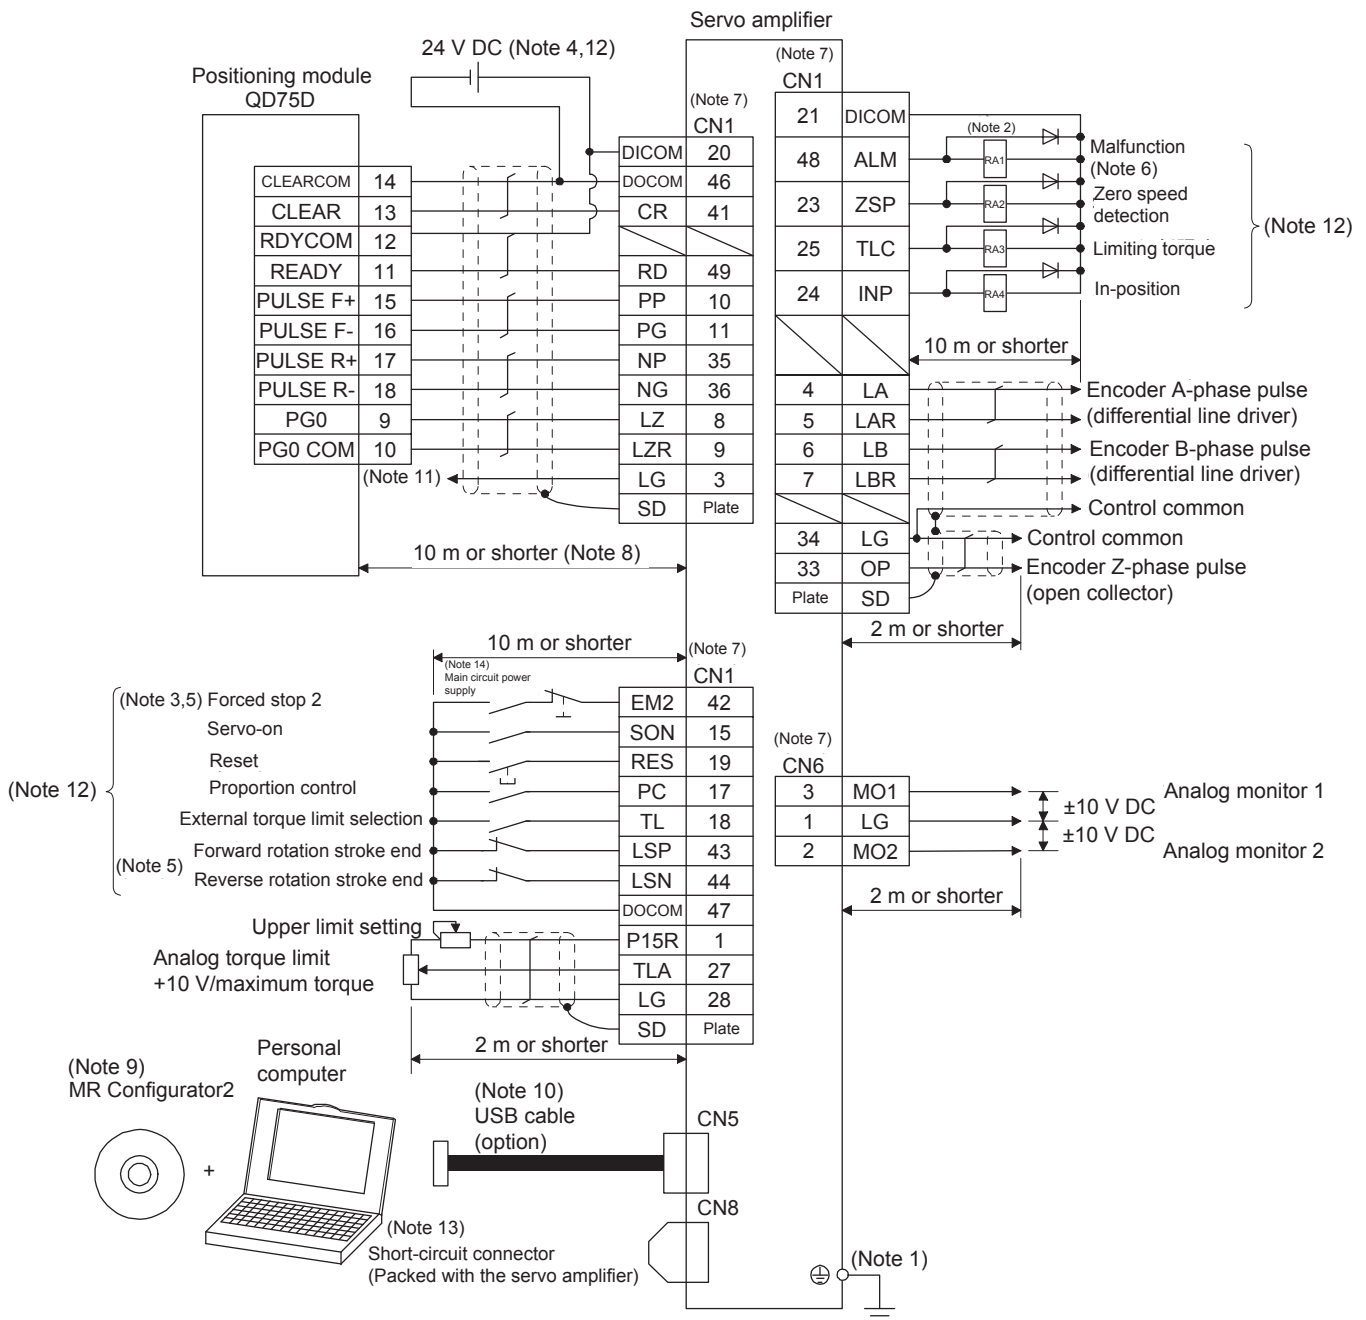 Servo amplifier
24 V DC (Note 4,12)
Positioning module
QD75D
(Note 7)
CN1
DICOM 20
CLEARCOM 14 DOCOM 46
CLEAR 13 CR 41
RDYCOM 12
READY 11 RD 49
PULSE F+ 15 PP 10
PULSE F- 16 PG 11
PULSE R+ 17 NP 35
PULSE R- 18 NG 36
PG0 9 LZ 8
PG0 COM 10 LZR 9
(Note 11) LG 3
SD Plate
10 m or shorter (Note 8)
(Note 7)
CN1
21 DICOM
(Note 2)
48 ALM RA1 Malfunction
(Note 6)
23 ZSP RA2 Zero speed
detection
(Note 12)
25 TLC RA3 Limiting torque
24 INP RA4 In-position
10 m or shorter
4 LA Encoder A-phase pulse
5 LAR (differential line driver)
6 LB Encoder B-phase pulse
7 LBR (differential line driver)
Control common
34 LG Control common
33 OP Encoder Z-phase pulse
(open collector)
Plate SD
2 m or shorter
10 m or shorter
(Note 14)
Main circuit power
supply
(Note 7)
CN1
(Note 3,5) Forced stop 2 EM2 42
Servo-on SON 15
Reset RES 19
(Note 12)
Proportion control PC 17
External torque limit selection TL 18
Forward rotation stroke end LSP 43
(Note 5)
Reverse rotation stroke end LSN 44
DOCOM 47
Upper limit setting P15R 1
Analog torque limit
+10 V/maximum torque
TLA 27
LG 28
SD Plate
2 m or shorter
(Note 7)
CN6
3 MO1 Analog monitor 1
±10 V DC
1 LG
±10 V DC
2 MO2 Analog monitor 2
2 m or shorter
(Note 9)
MR Configurator2
+
Personal
computer
(Note 10)
USB cable
(option)
CN5
CN8
(Note 13)
Short-circuit connector
(Packed with the servo amplifier)
(Note 1)